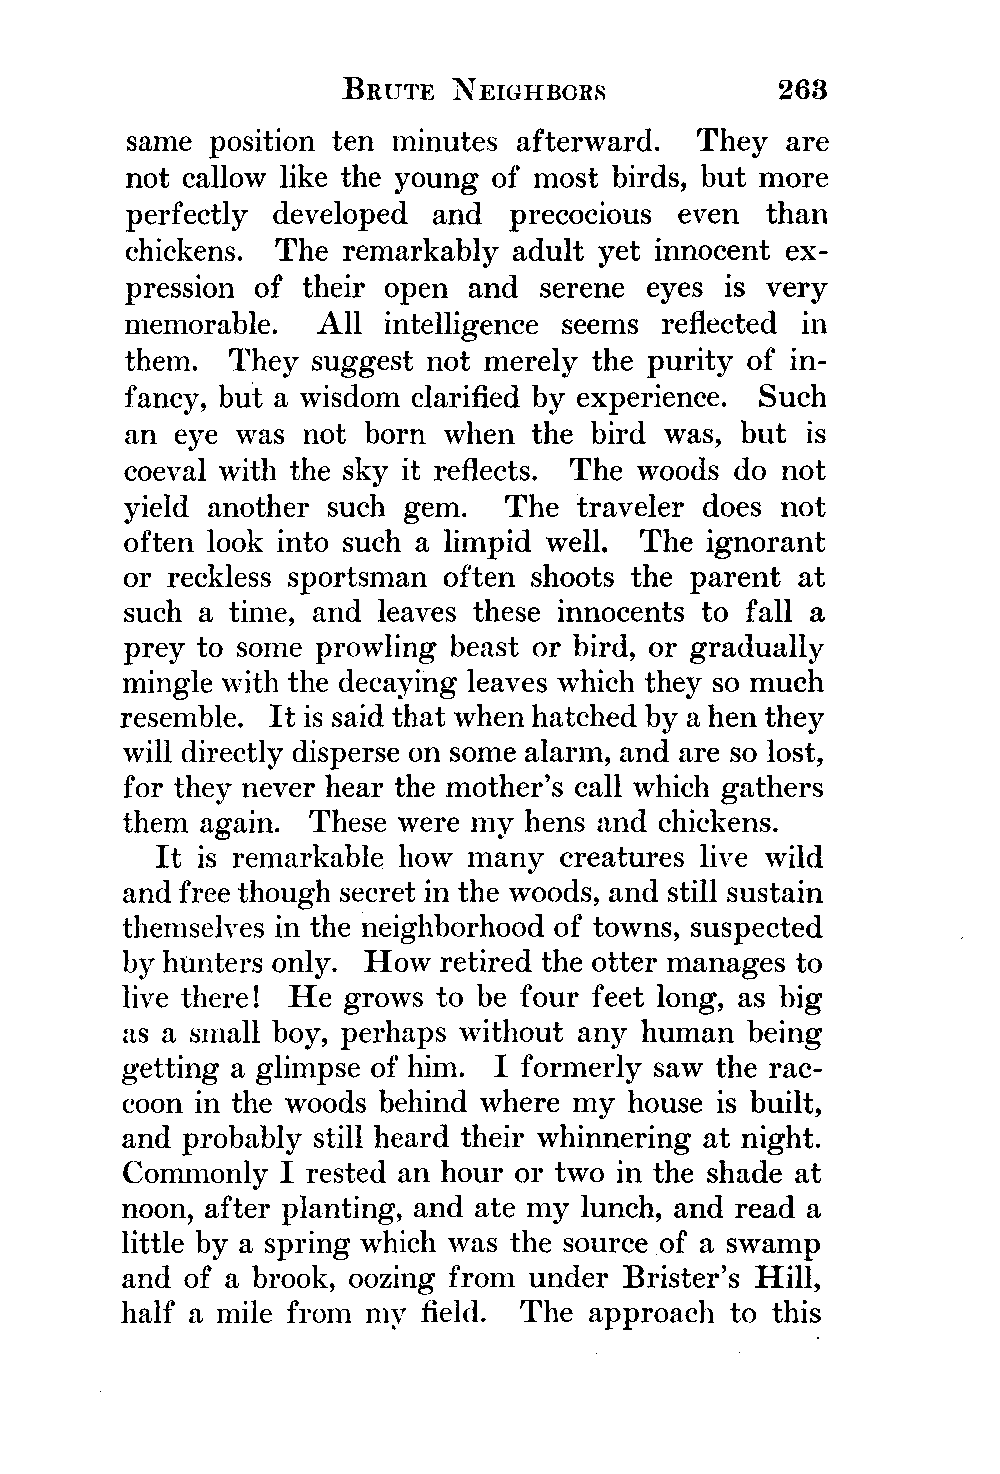 BRUTE NEIGHBORS 263
same position ten minutes afterward. They are
not callow like the young of most birds, but more
perfectly developed and precocious even than
chickens. The remarkably adult yet innocent ex-
pression of their open and serene eyes is very
memorable. All intelligence seems reflected in
them. They suggest not merely the purity of in-
fancy, but a wisdom clarified by experience. Such
an eye was not born when the bird was, but is
coeval with the sky it reflects. The woods do not
yield another such gem. The traveler does not
often look into such a limpid well. The ignorant
or reckless sportsman often shoots the parent at
such a time, and leaves these innocents to fall a
prey to some prowling beast or bird, or gradually
mingle with the decaying leaves which they so much
resemble. It is said that when hatched by a hen they
will directly disperse on some alarm, and are so lost,
for they never hear the mother's call which gathers
them again. These were my hens and chickens.
It is remarkable how many creatures live wild
and free though secret in the woods, and still sustain
themselves in the neighborhood of towns, suspected
by hunters only. How retired the otter manages to
live there! He grows to be four feet long, as big
as a small boy, perhaps without any human being
getting a glimpse of him. I formerly saw the rac-
coon in the woods behind where my house is built,
and probably still heard their whinnering at night.
Commonly I rested an hour or two in the shade at
noon, after planting, and ate my lunch, and read a
little by a spring which was the source of a swamp
and of a brook, oozing from under Brister's Hill,
half a mile from my field. The approach to this